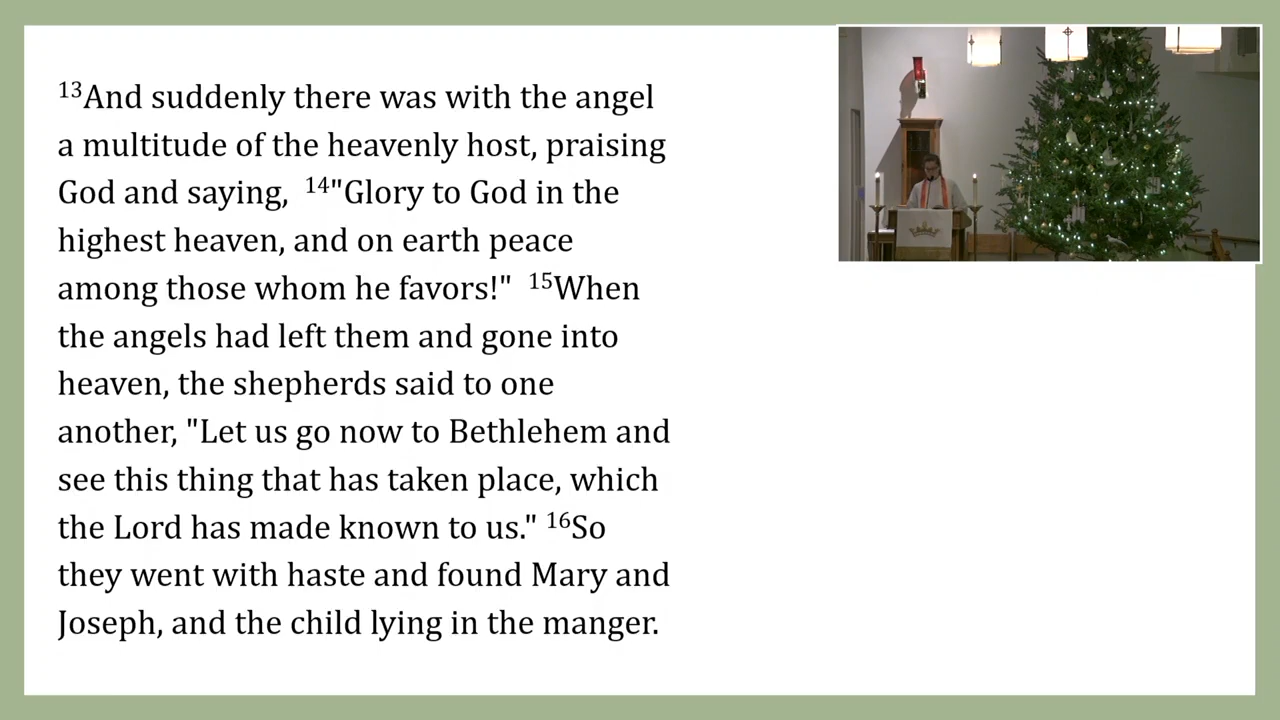 ¹³And suddenly there was with the angel
a multitude of the heavenly host, praising
God and saying, ¹⁴"Glory to God in the
highest heaven, and on earth peace
among those whom he favors!" ¹⁵When
the angels had left them and gone into
heaven, the shepherds said to one
another, "Let us go now to Bethlehem and
see this thing that has taken place, which
the Lord has made known to us." ¹⁶So
they went with haste and found Mary and
Joseph, and the child lying in the manger.